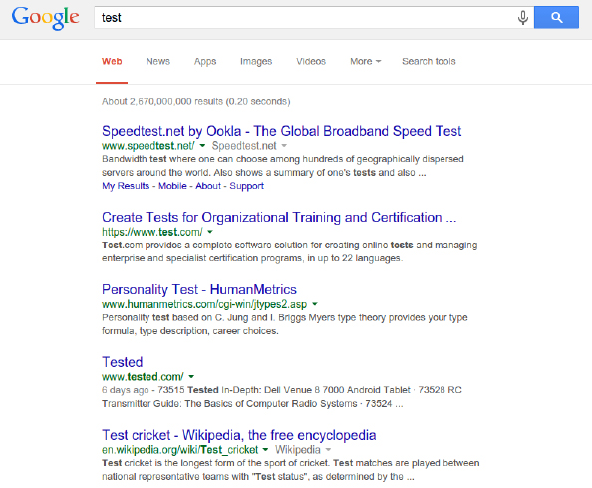 Google test
Web News Apps Images Videos More Search tools
About 2,670,000,000 results (0.20 seconds)
Speedtest.net by Ookla - The Global Broadband Speed Test
www.speedtest.net/ Speedtest.net
Bandwidth test where one can choose among hundreds of geographically dispersed
servers around the world. Also shows a summary of one's tests and also ...
My Results - Mobile - About - Support
Create Tests for Organizational Training and Certification ...
https://www.test.com/
Test.com provides a complete software solution for creating online tests and managing
enterprise and specialist certification programs, in up to 22 languages.
Personality Test - HumanMetrics
www.humanmetrics.com/cgi-win/jtypes2.asp
Personality test based on C. Jung and I. Briggs Myers type theory provides your type
formula, type description, career choices.
Tested
www.tested.com/
6 days ago - 73515 Tested In-Depth: Dell Venue 8 7000 Android Tablet · 73528 RC
Transmitter Guide: The Basics of Computer Radio Systems · 73524 ...
Test cricket - Wikipedia, the free encyclopedia
en.wikipedia.org/wiki/Test_cricket Wikipedia
Test cricket is the longest form of the sport of cricket. Test matches are played between
national representative teams with "Test status", as determined by the ...